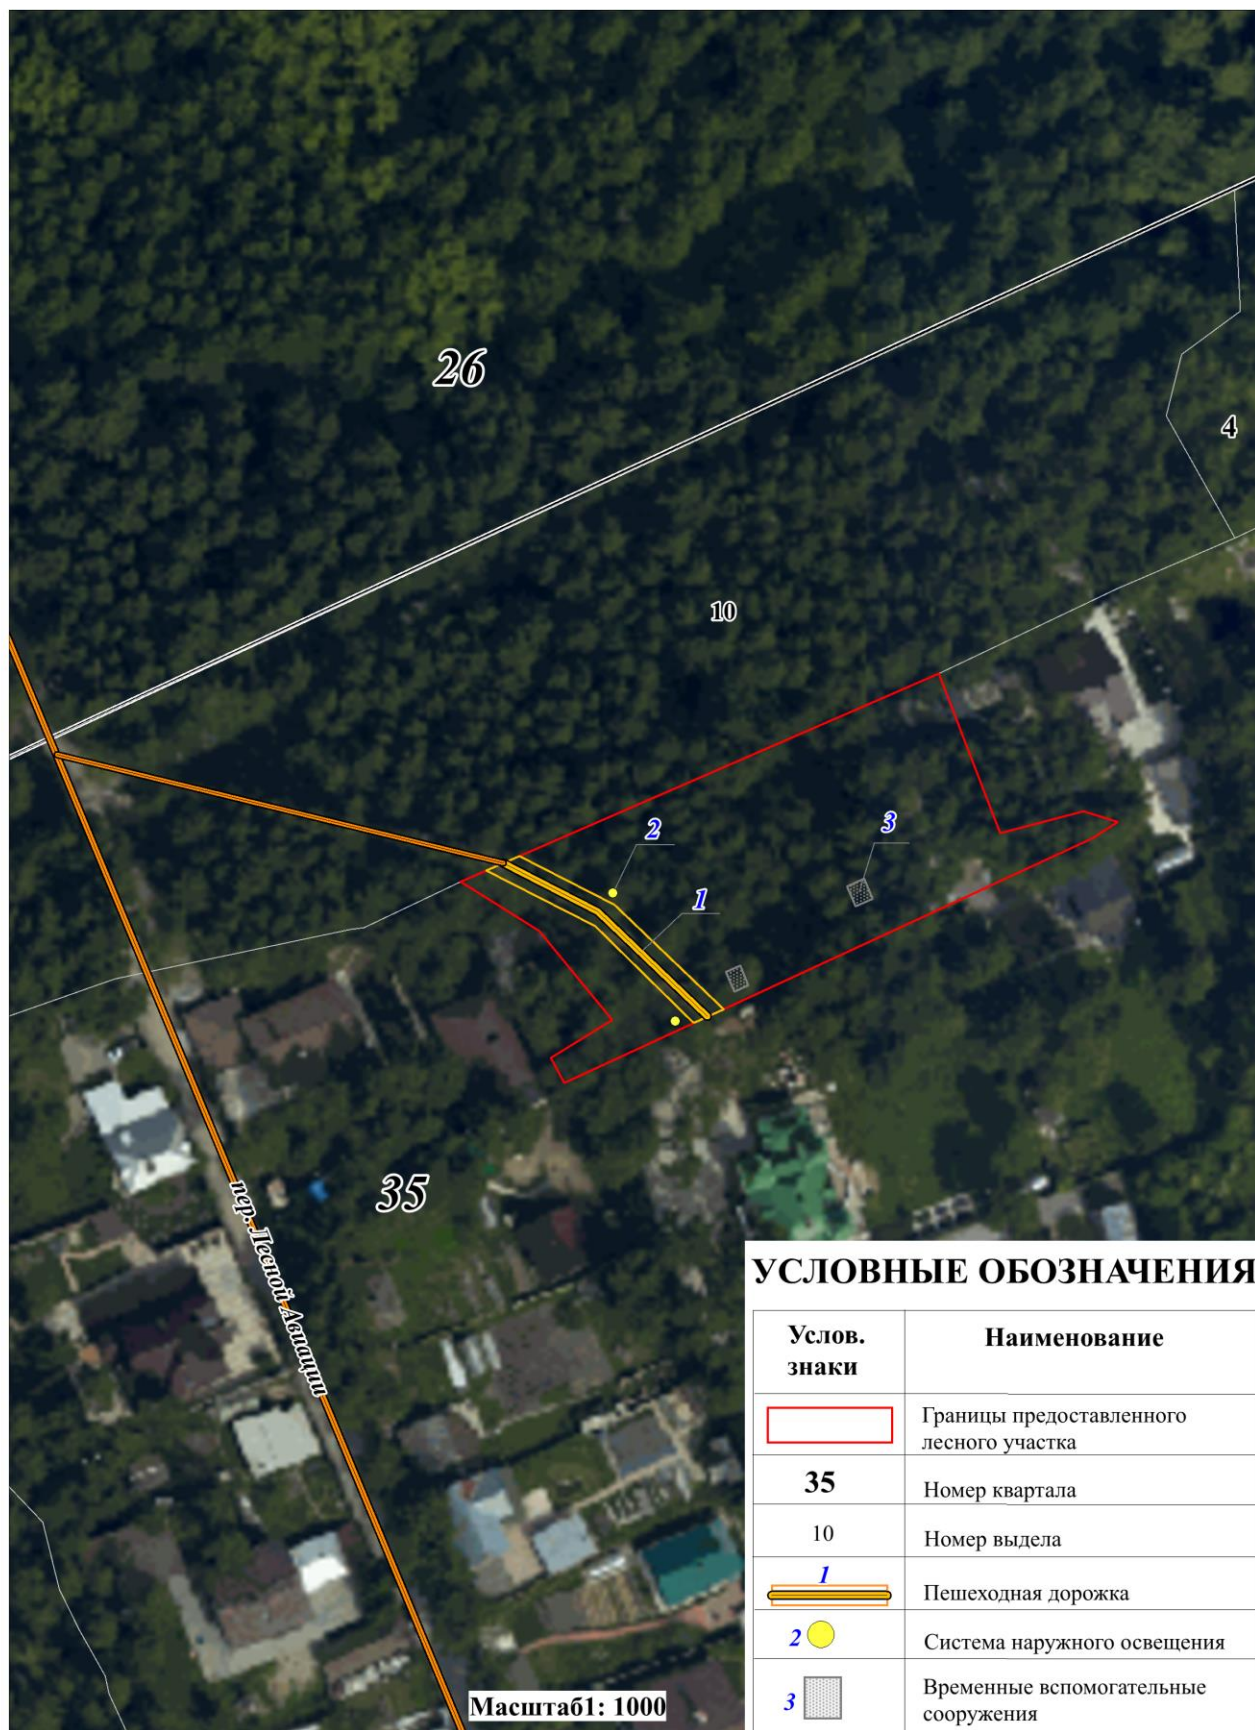 26
4
10
2
3
1
35
пер. Лесной Авиации
УСЛОВНЫЕ ОБОЗНАЧЕНИЯ
Услов.
знаки
Наименование
Границы предоставленного
лесного участка
35
Номер квартала
10
Номер выдела
1
Пешеходная дорожка
2
Система наружного освещения
3
Временные вспомогательные
сооружения
Масштаб1: 1000